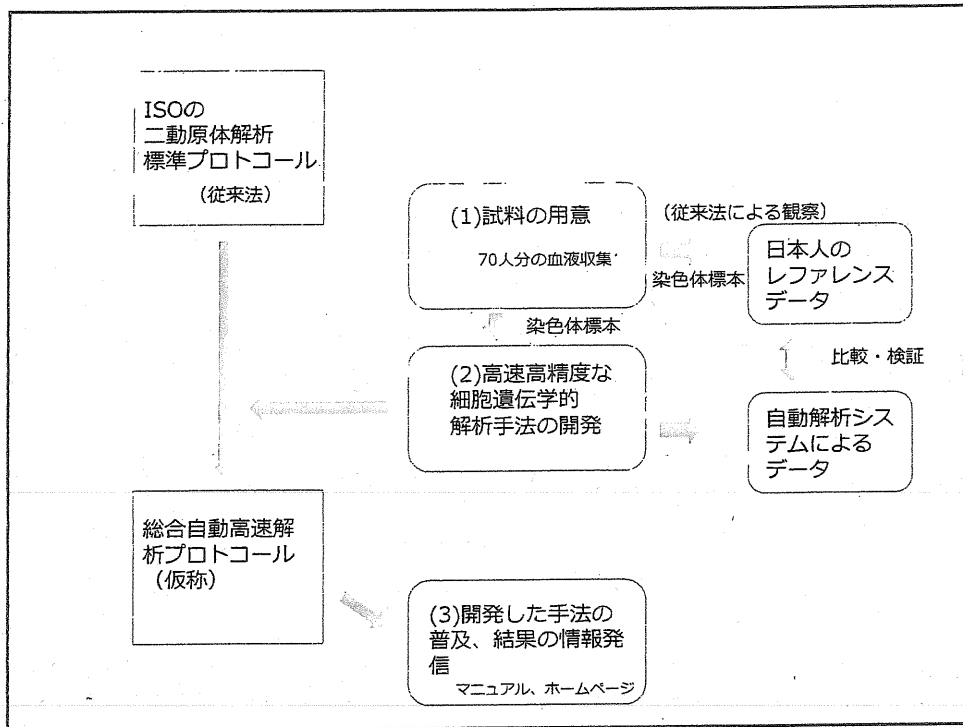 ISOの
二動原体解析
標準プロトコール
(従来法)
(1)試料の用意
70人分の血液収集
(従来法による観察)
染色体標本
日本人の
レファレンス
データ
染色体標本
比較・検証
(2)高速高精度な
細胞遺伝学的
解析手法の開発
自動解析シス
テムによる
データ
総合自動高速解
析プロトコール
(仮称)
(3)開発した手法の
普及、結果の情報発
信
マニュアル、ホームページ